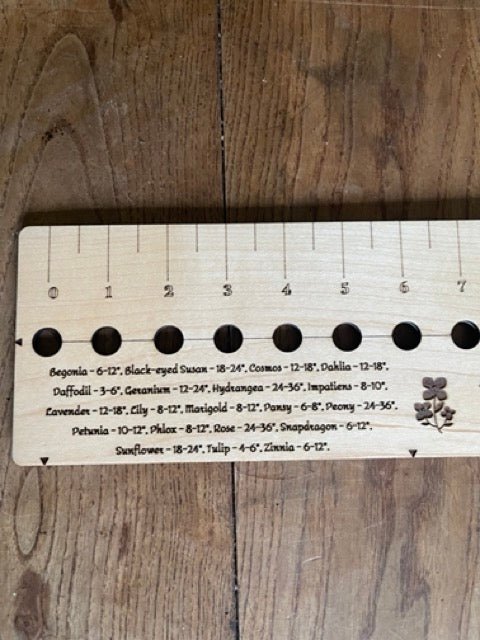 0 1 2 3 4 5 6 7
Begonia - 6-12", Black-eyed Susan - 18-24", Cosmos - 12-18", Dahlia - 12-18",
Daffodil - 3-6", Geranium - 12-24", Hydrangea - 24-36", Impatiens - 8-10",
Lavender - 12-18", Lily - 8-12", Marigold - 8-12", Pansy - 6-8", Peony - 24-36",
Petunia - 10-12", Phlox - 8-12", Rose - 24-36", Snapdragon - 6-12",
Sunflower - 18-24", Tulip - 4-6", Zinnia - 6-12".